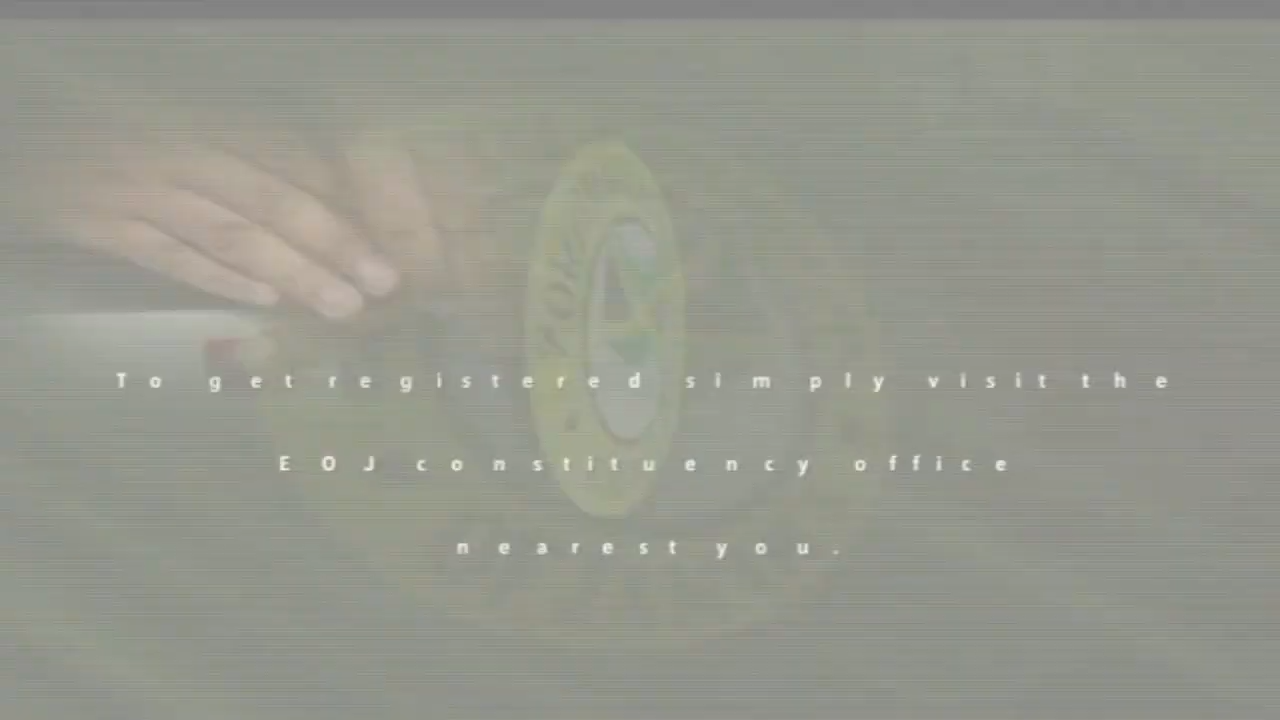 To get registered simply visit the
EOJ constituency office
nearest you.